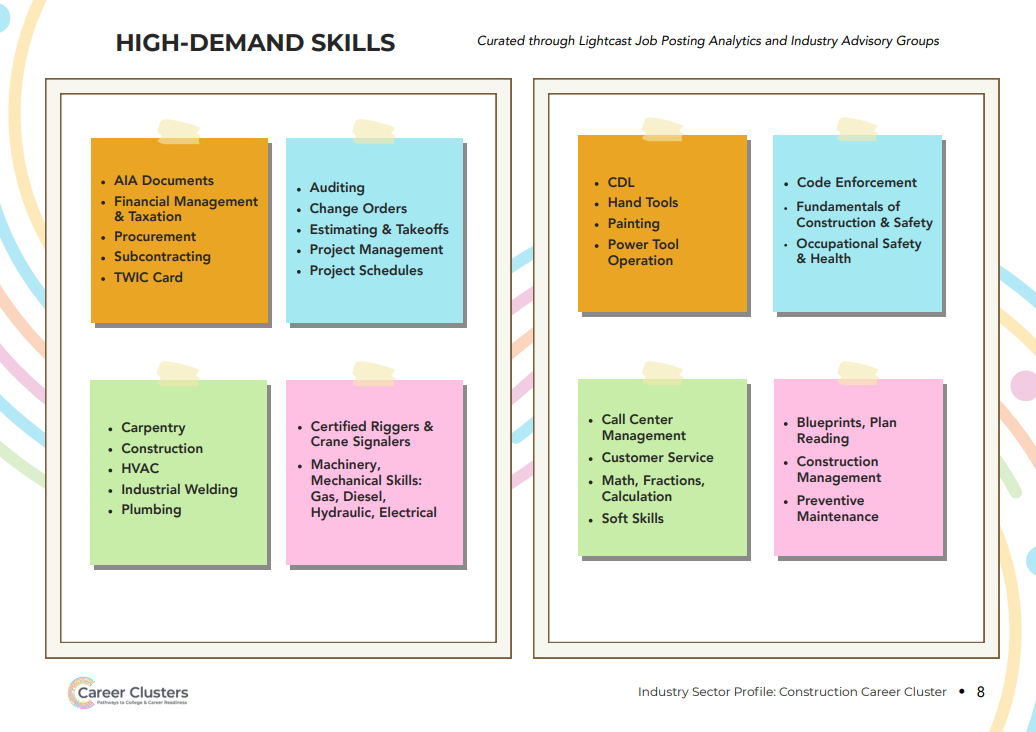 HIGH-DEMAND SKILLS
Curated through Lightcast Job Posting Analytics and Industry Advisory Groups
• AIA Documents
• Financial Management
& Taxation
• Procurement
• Subcontracting
• TWIC Card
• Auditing
• Change Orders
• Estimating & Takeoffs
• Project Management
• Project Schedules
• Carpentry
• Construction
• HVAC
• Industrial Welding
• Plumbing
• Certified Riggers &
Crane Signalers
• Machinery,
Mechanical Skills:
Gas, Diesel,
Hydraulic, Electrical
• CDL
• Hand Tools
• Painting
• Power Tool
Operation
• Code Enforcement
• Fundamentals of
Construction & Safety
• Occupational Safety
& Health
• Call Center
Management
• Customer Service
• Math, Fractions,
Calculation
• Soft Skills
• Blueprints, Plan
Reading
• Construction
Management
• Preventive
Maintenance
Career Clusters
Pathways to College & Career Readiness
Industry Sector Profile: Construction Career Cluster • 8